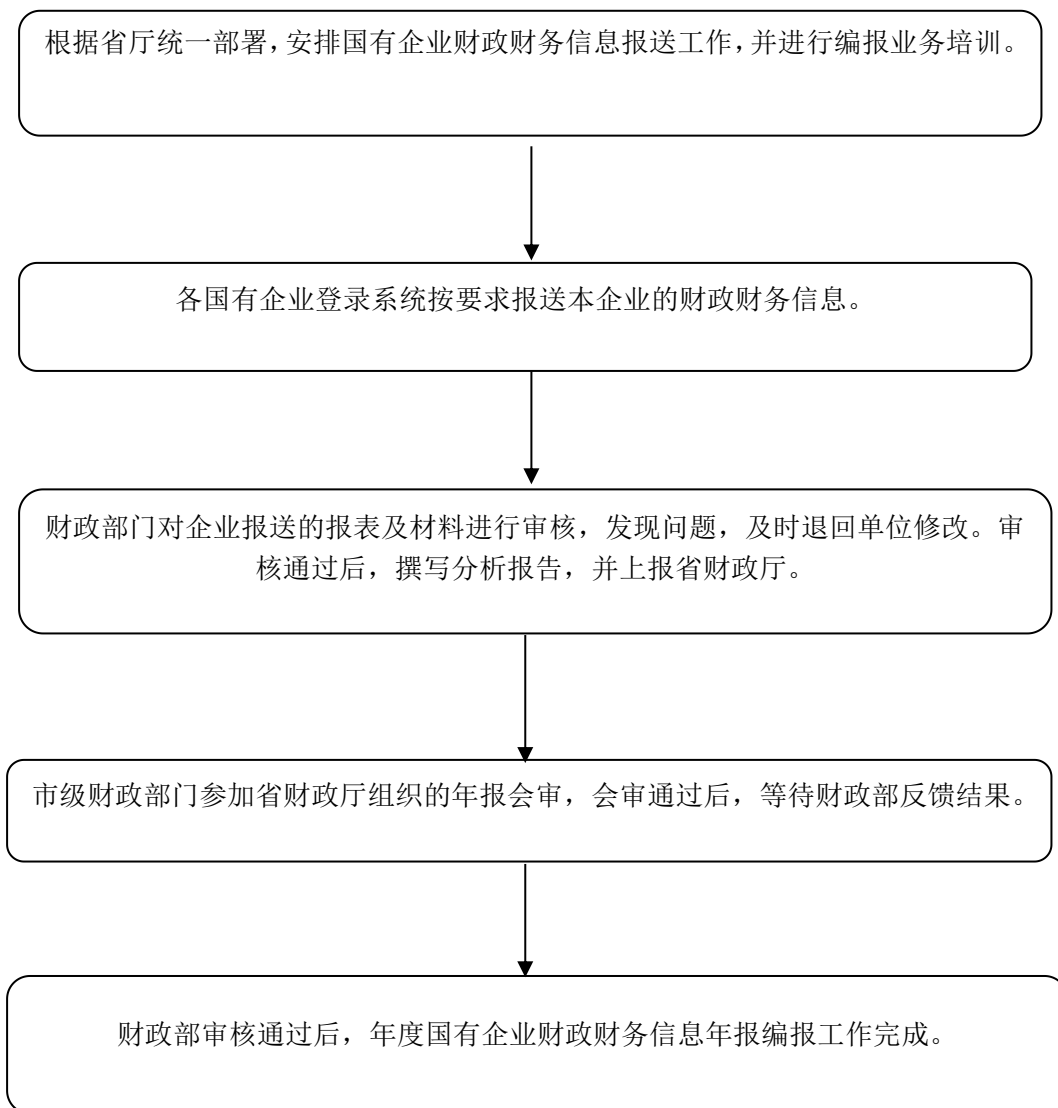 根据省厅统一部署，安排国有企业财政财务信息报送工作，并进行编报业务培训。
各国有企业登录系统按要求报送本企业的财政财务信息。
财政部门对企业报送的报表及材料进行审核，发现问题，及时退回单位修改。审
核通过后，撰写分析报告，并上报省财政厅。
市级财政部门参加省财政厅组织的年报会审，会审通过后，等待财政部反馈结果。
财政部审核通过后，年度国有企业财政财务信息年报编报工作完成。